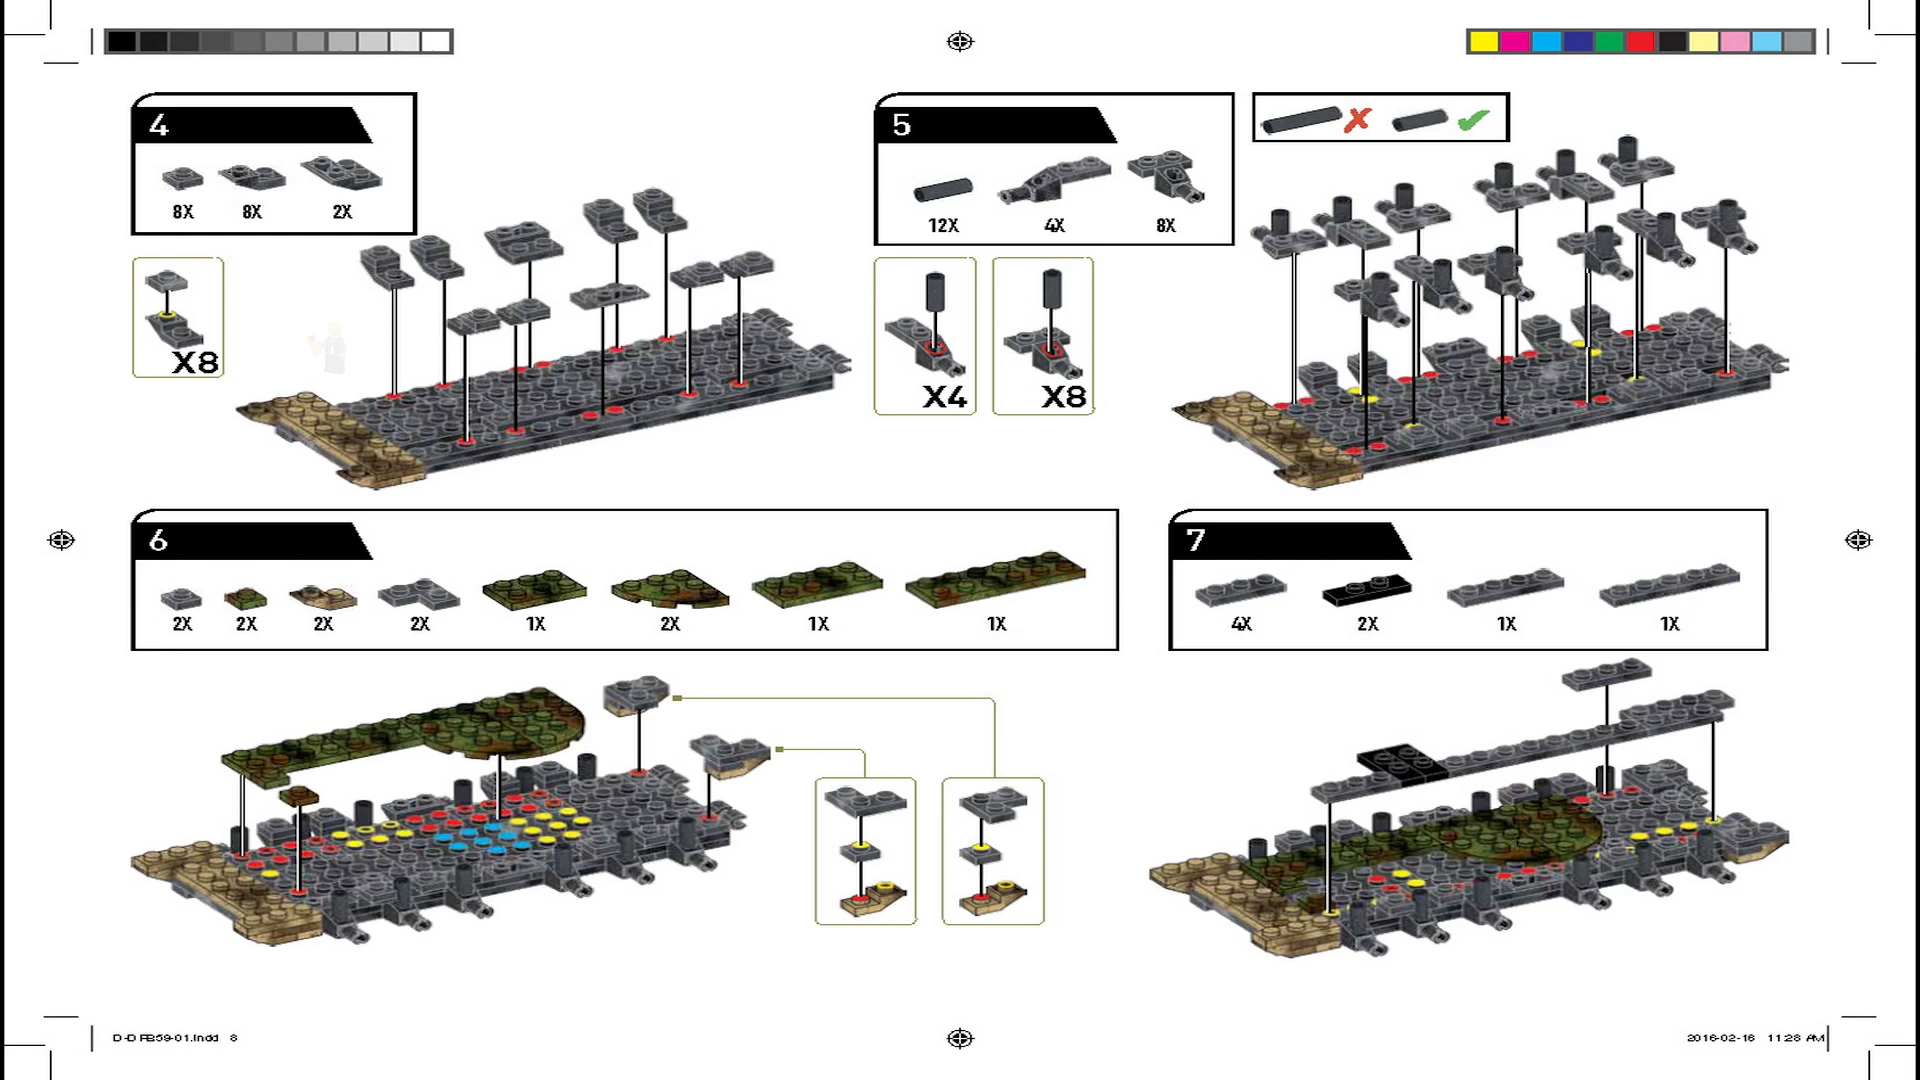 4
8X 8X 2X
X8
5
12X 4X 8X
X4 X8
6
2X 2X 2X 2X 1X 2X 1X 1X
7
4X 2X 1X 1X
D-DFB59-01.indd 8
2016-02-16 11:28 AM